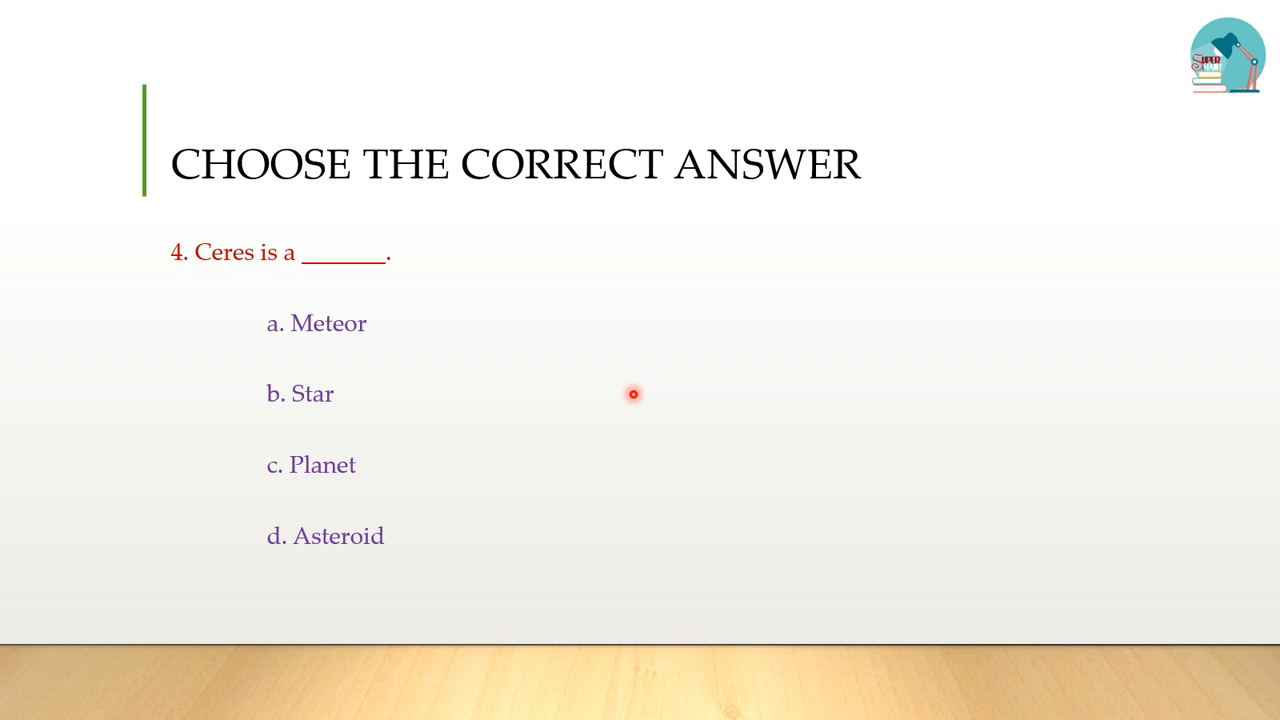 CHOOSE THE CORRECT ANSWER
4. Ceres is a _______.
a. Meteor
b. Star
c. Planet
d. Asteroid